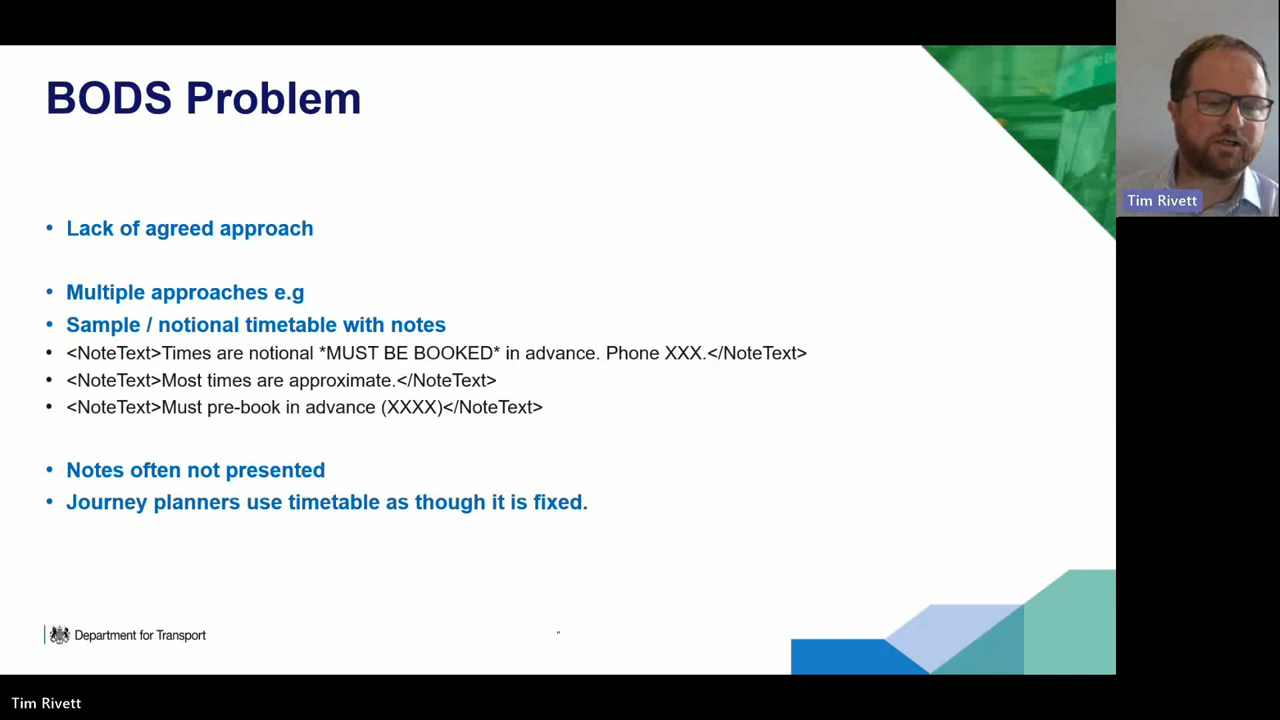 BODS Problem
• Lack of agreed approach
• Multiple approaches e.g
• Sample / notional timetable with notes
• <NoteText>Times are notional *MUST BE BOOKED* in advance. Phone XXX.</NoteText>
• <NoteText>Most times are approximate.</NoteText>
• <NoteText>Must pre-book in advance (XXXX)</NoteText>
• Notes often not presented
• Journey planners use timetable as though it is fixed.
Department for Transport
"
Tim Rivett
Tim Rivett